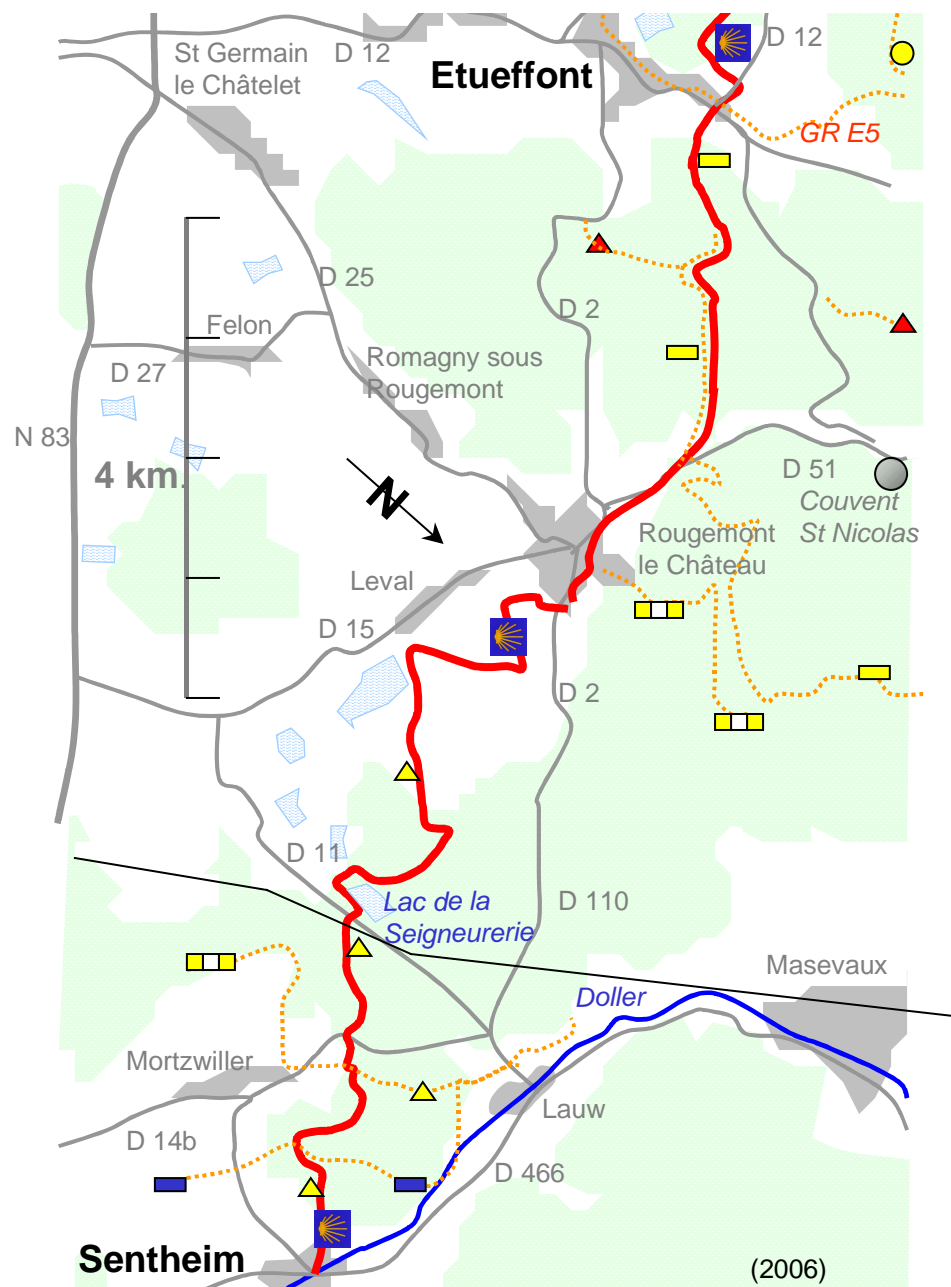 St Germain
le Châtelet
D 12
Etueffont
D 12
GR E5
D 25
D 2
Felon
D 27
Romagny sous
Rougemont
N 83
4 km
N
D 51
Couvent
St Nicolas
Rougemont
le Château
Leval
D 15
D 2
D 11
Lac de la
Seigneurerie
D 110
Masevaux
Doller
Mortzwiller
Lauw
D 14b
D 466
Sentheim
(2006)